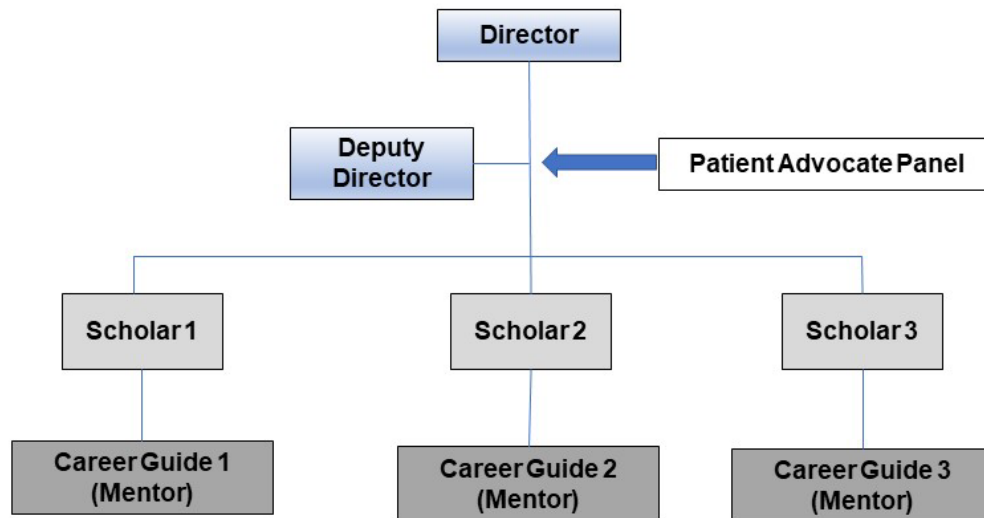 Director
Deputy
Director
Patient Advocate Panel
Scholar 1
Scholar 2
Scholar 3
Career Guide 1
(Mentor)
Career Guide 2
(Mentor)
Career Guide 3
(Mentor)